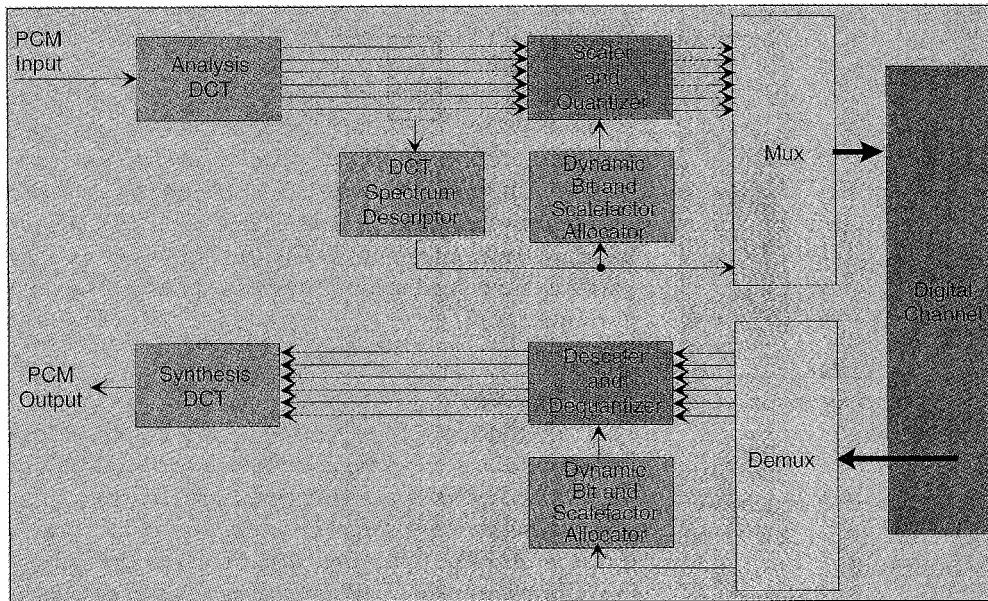 PCM
Input
Analysis
DCT
Scaler
and
Quantizer
Mux
DCT
Spectrum
Descriptor
Dynamic
Bit and
Scalefactor
Allocator
Digital
Channel
PCM
Output
Synthesis
DCT
Descaler
and
Dequantizer
Demux
Dynamic
Bit and
Scalefactor
Allocator